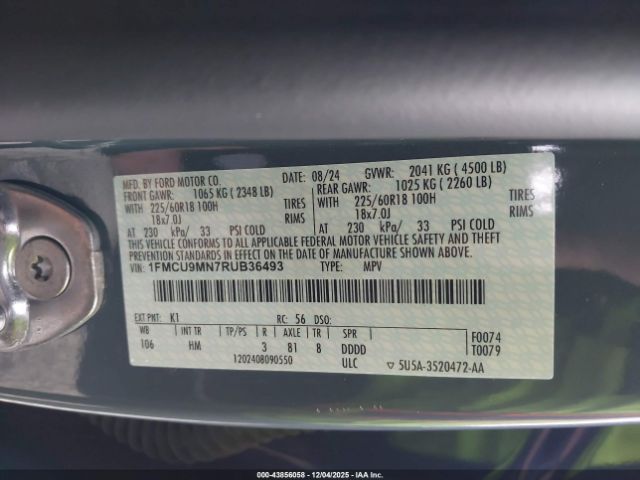 MFD. BY FORD MOTOR CO. DATE: 08/24 GVWR: 2041 KG ( 4500 LB)
FRONT GAWR: 1065 KG ( 2348 LB) REAR GAWR: 1025 KG ( 2260 LB)
WITH 225/60R18 100H TIRES WITH 225/60R18 100H TIRES
18x7.0J RIMS 18x7.0J RIMS
AT 230 kPa/ 33 PSI COLD AT 230 kPa/ 33 PSI COLD
THIS VEHICLE CONFORMS TO ALL APPLICABLE FEDERAL MOTOR VEHICLE SAFETY AND THEFT
PREVENTION STANDARDS IN EFFECT ON THE DATE OF MANUFACTURE SHOWN ABOVE.
VIN: 1FMCU9MN7RUB36493 TYPE: MPV
EXT PNT: K1 RC: 56 DSO:
WB INT TR TP/PS R AXLE TR SPR F0074
106 HM 3 81 8 DDDD T0079
1202408090550 ULC ▽ 5U5A-3520472-AA
000-43856058 - 12/04/2025 - IAA Inc.